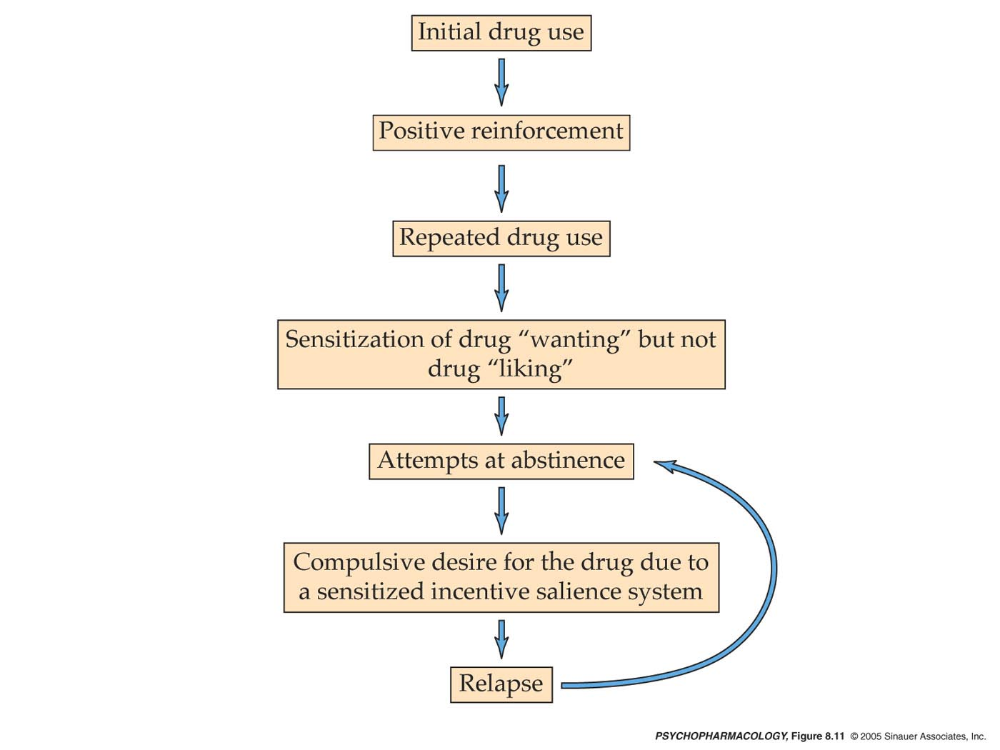 Initial drug use
Positive reinforcement
Repeated drug use
Sensitization of drug “wanting” but not
drug “liking”
Attempts at abstinence
Compulsive desire for the drug due to
a sensitized incentive salience system
Relapse
PSYCHOPHARMACOLOGY, Figure 8.11 © 2005 Sinauer Associates, Inc.